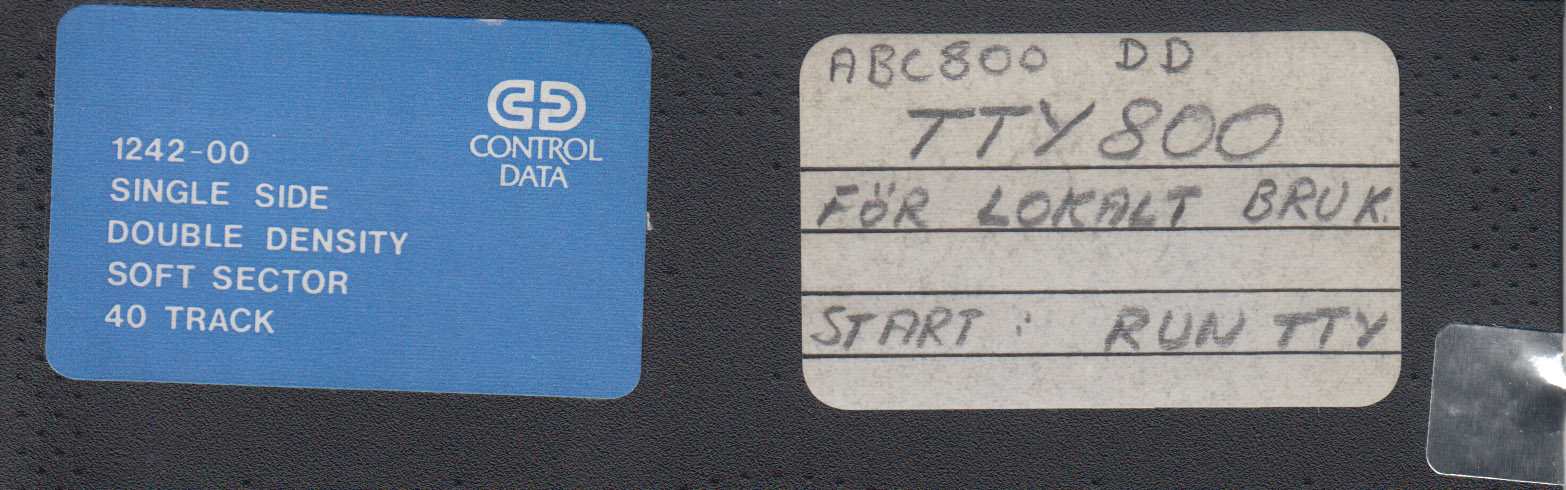 1242-00
SINGLE SIDE
DOUBLE DENSITY
SOFT SECTOR
40 TRACK
CONTROL
DATA
ABC800 DD
TTY800
FÖR LOKALT BRUK.
START: RUN TTY